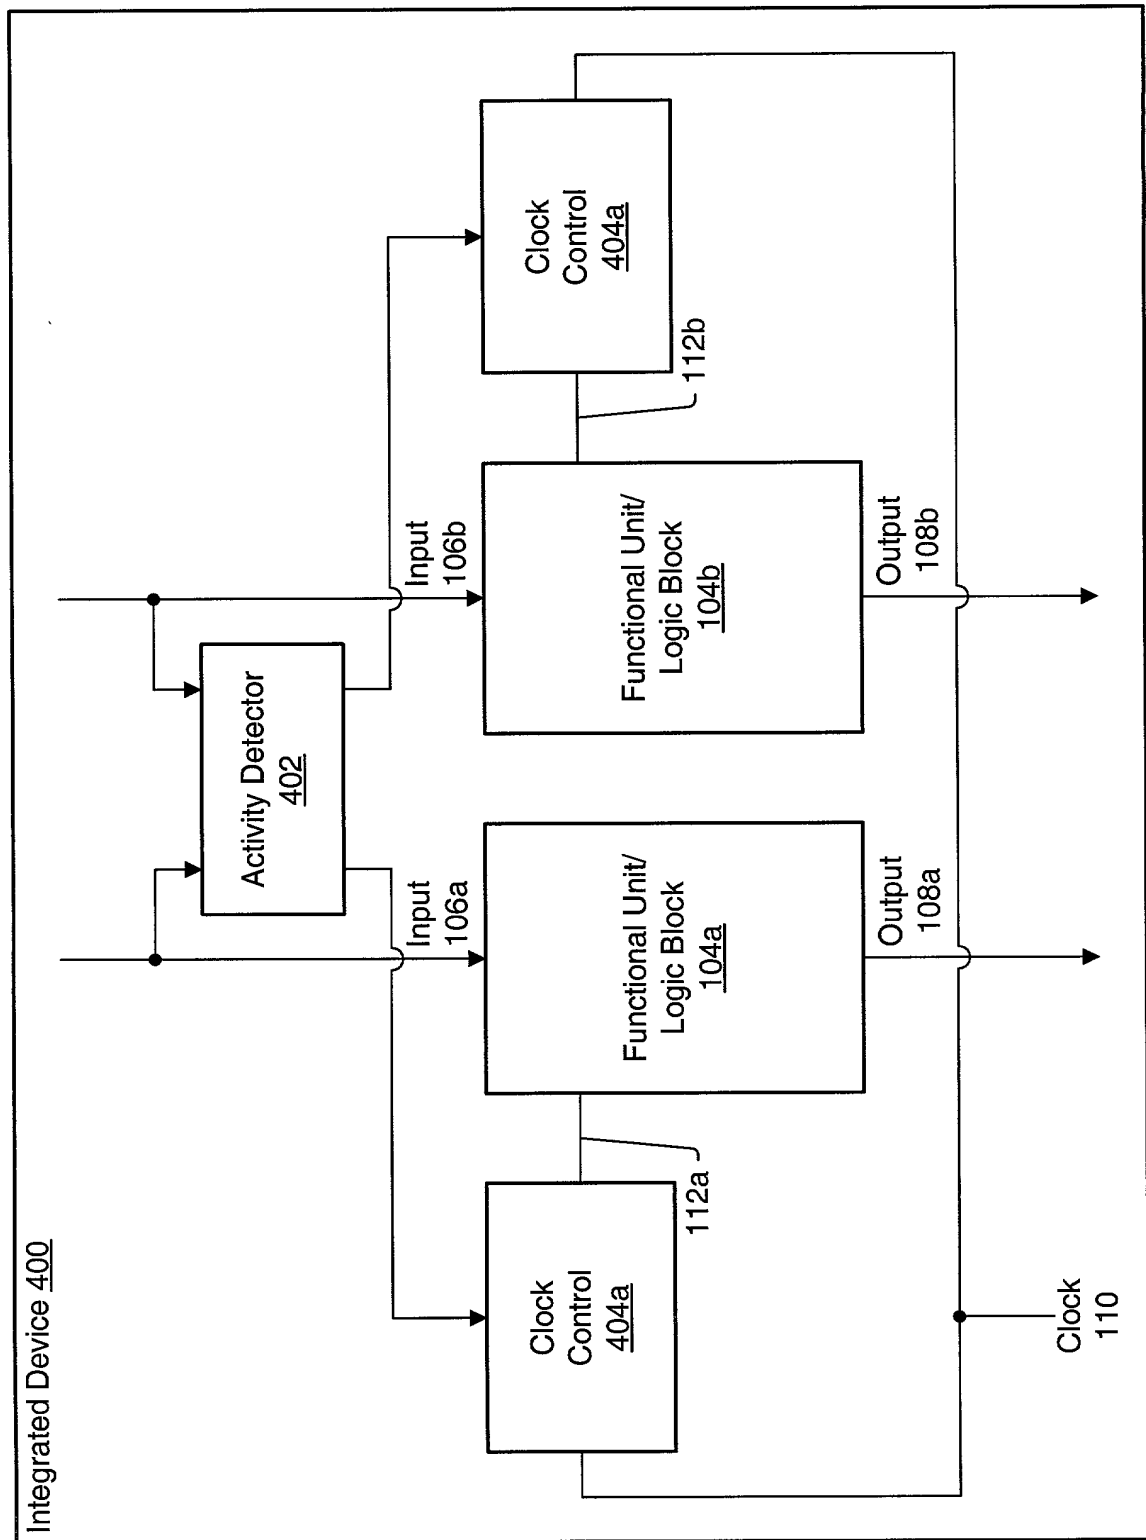 Integrated Device 400
Activity Detector
402
Input
106a
Input
106b
Clock
Control
404a
112a
Functional Unit/
Logic Block
104a
Functional Unit/
Logic Block
104b
112b
Clock
Control
404a
Output
108a
Output
108b
Clock
110